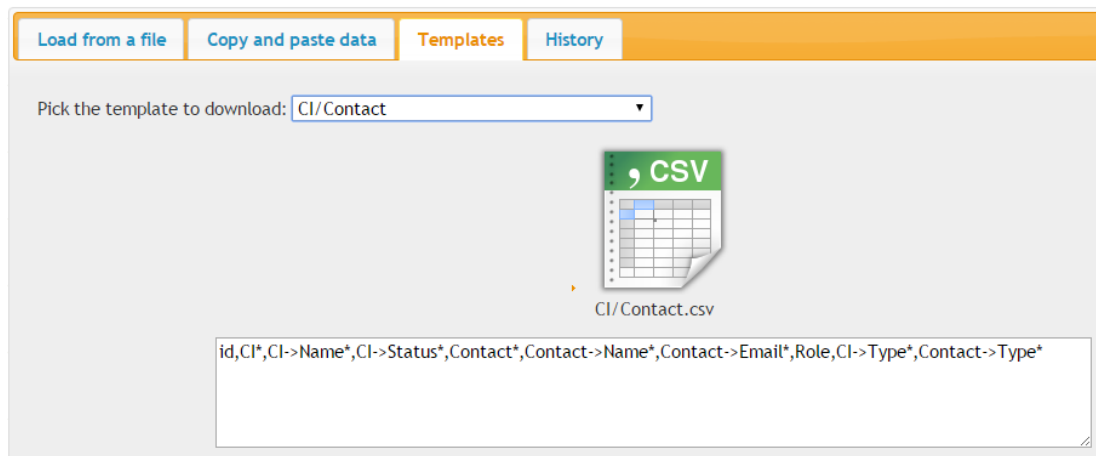 Load from a file
Copy and paste data
Templates
History
Pick the template to download: CI/Contact
, CSV
CI/Contact.csv
id,CI*,CI->Name*,CI->Status*,Contact*,Contact->Name*,Contact->Email*,Role,CI->Type*,Contact->Type*